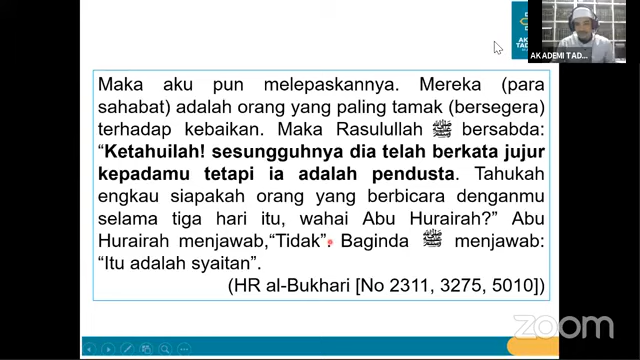 AK
AKADEMI TAD...
Maka aku pun melepaskannya. Mereka (para
sahabat) adalah orang yang paling tamak (bersegera)
terhadap kebaikan. Maka Rasulullah ﷺ bersabda:
“Ketahuilah! sesungguhnya dia telah berkata jujur
kepadamu tetapi ia adalah pendusta. Tahukah
engkau siapakah orang yang berbicara denganmu
selama tiga hari itu, wahai Abu Hurairah?” Abu
Hurairah menjawab,“Tidak”. Baginda ﷺ menjawab:
“Itu adalah syaitan”.
(HR al-Bukhari [No 2311, 3275, 5010])
zoom